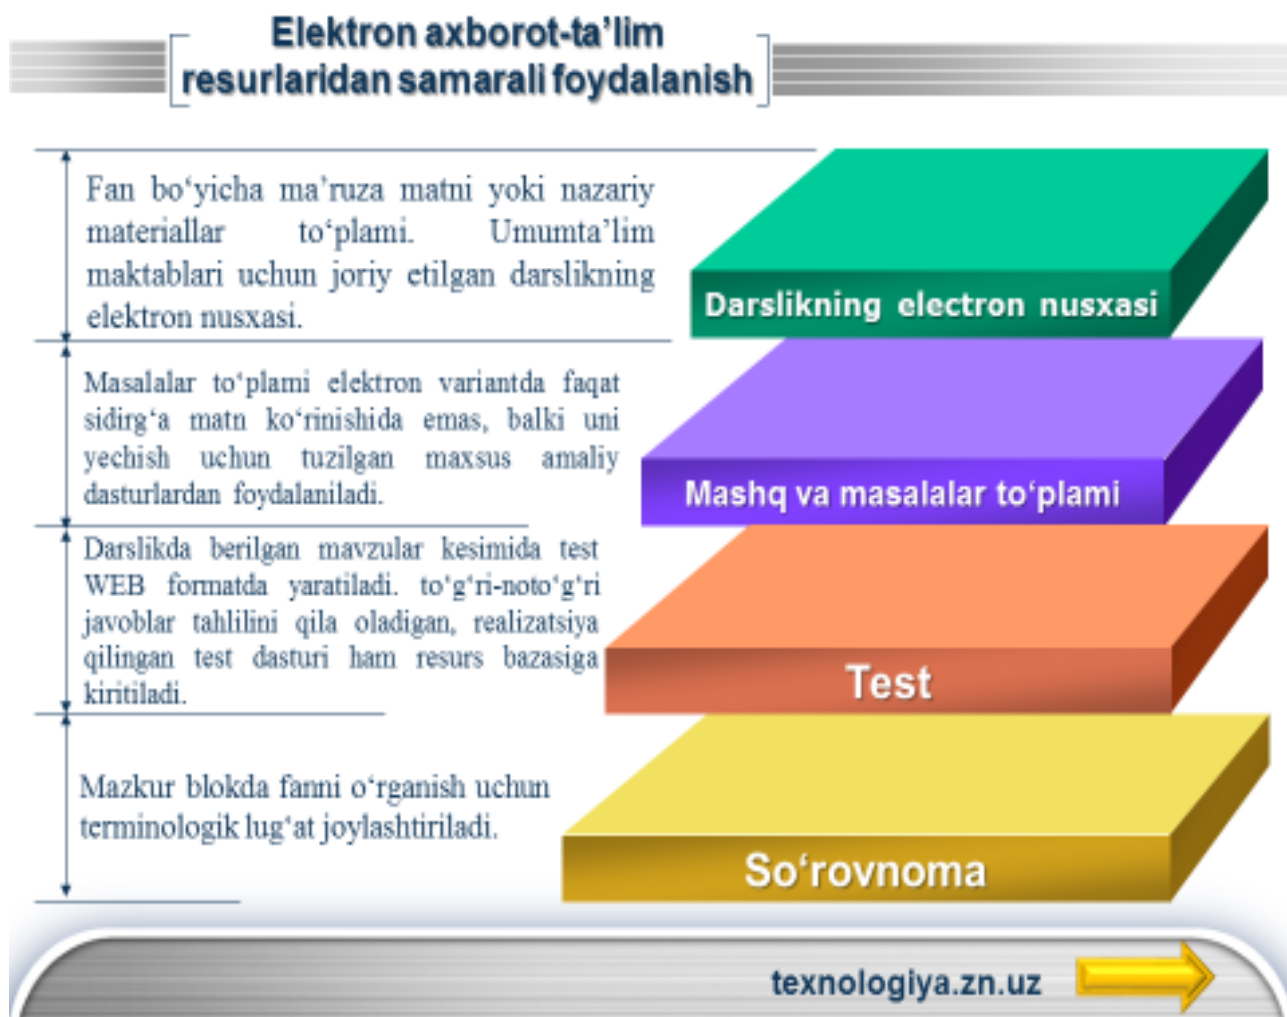 Elektron axborot-ta’lim
resurlaridan samarali foydalanish
Fan bo‘yicha ma’ruza matni yoki nazariy
materiallar to‘plami. Umumta’lim
maktablari uchun joriy etilgan darslikning
elektron nusxasi.
Darslikning electron nusxasi
Masalalar to‘plami elektron variantda faqat
sidirg‘a matn ko‘rinishida emas, balki uni
yechish uchun tuzilgan maxsus amaliy
dasturlardan foydalaniladi.
Mashq va masalalar to‘plami
Darslikda berilgan mavzular kesimida test
WEB formatda yaratiladi. to‘g‘ri-noto‘g‘ri
javoblar tahlilini qila oladigan, realizatsiya
qilingan test dasturi ham resurs bazasiga
kiritiladi.
Test
Mazkur blokda fanni o‘rganish uchun
terminologik lug‘at joylashtiriladi.
So‘rovnoma
texnologiya.zn.uz